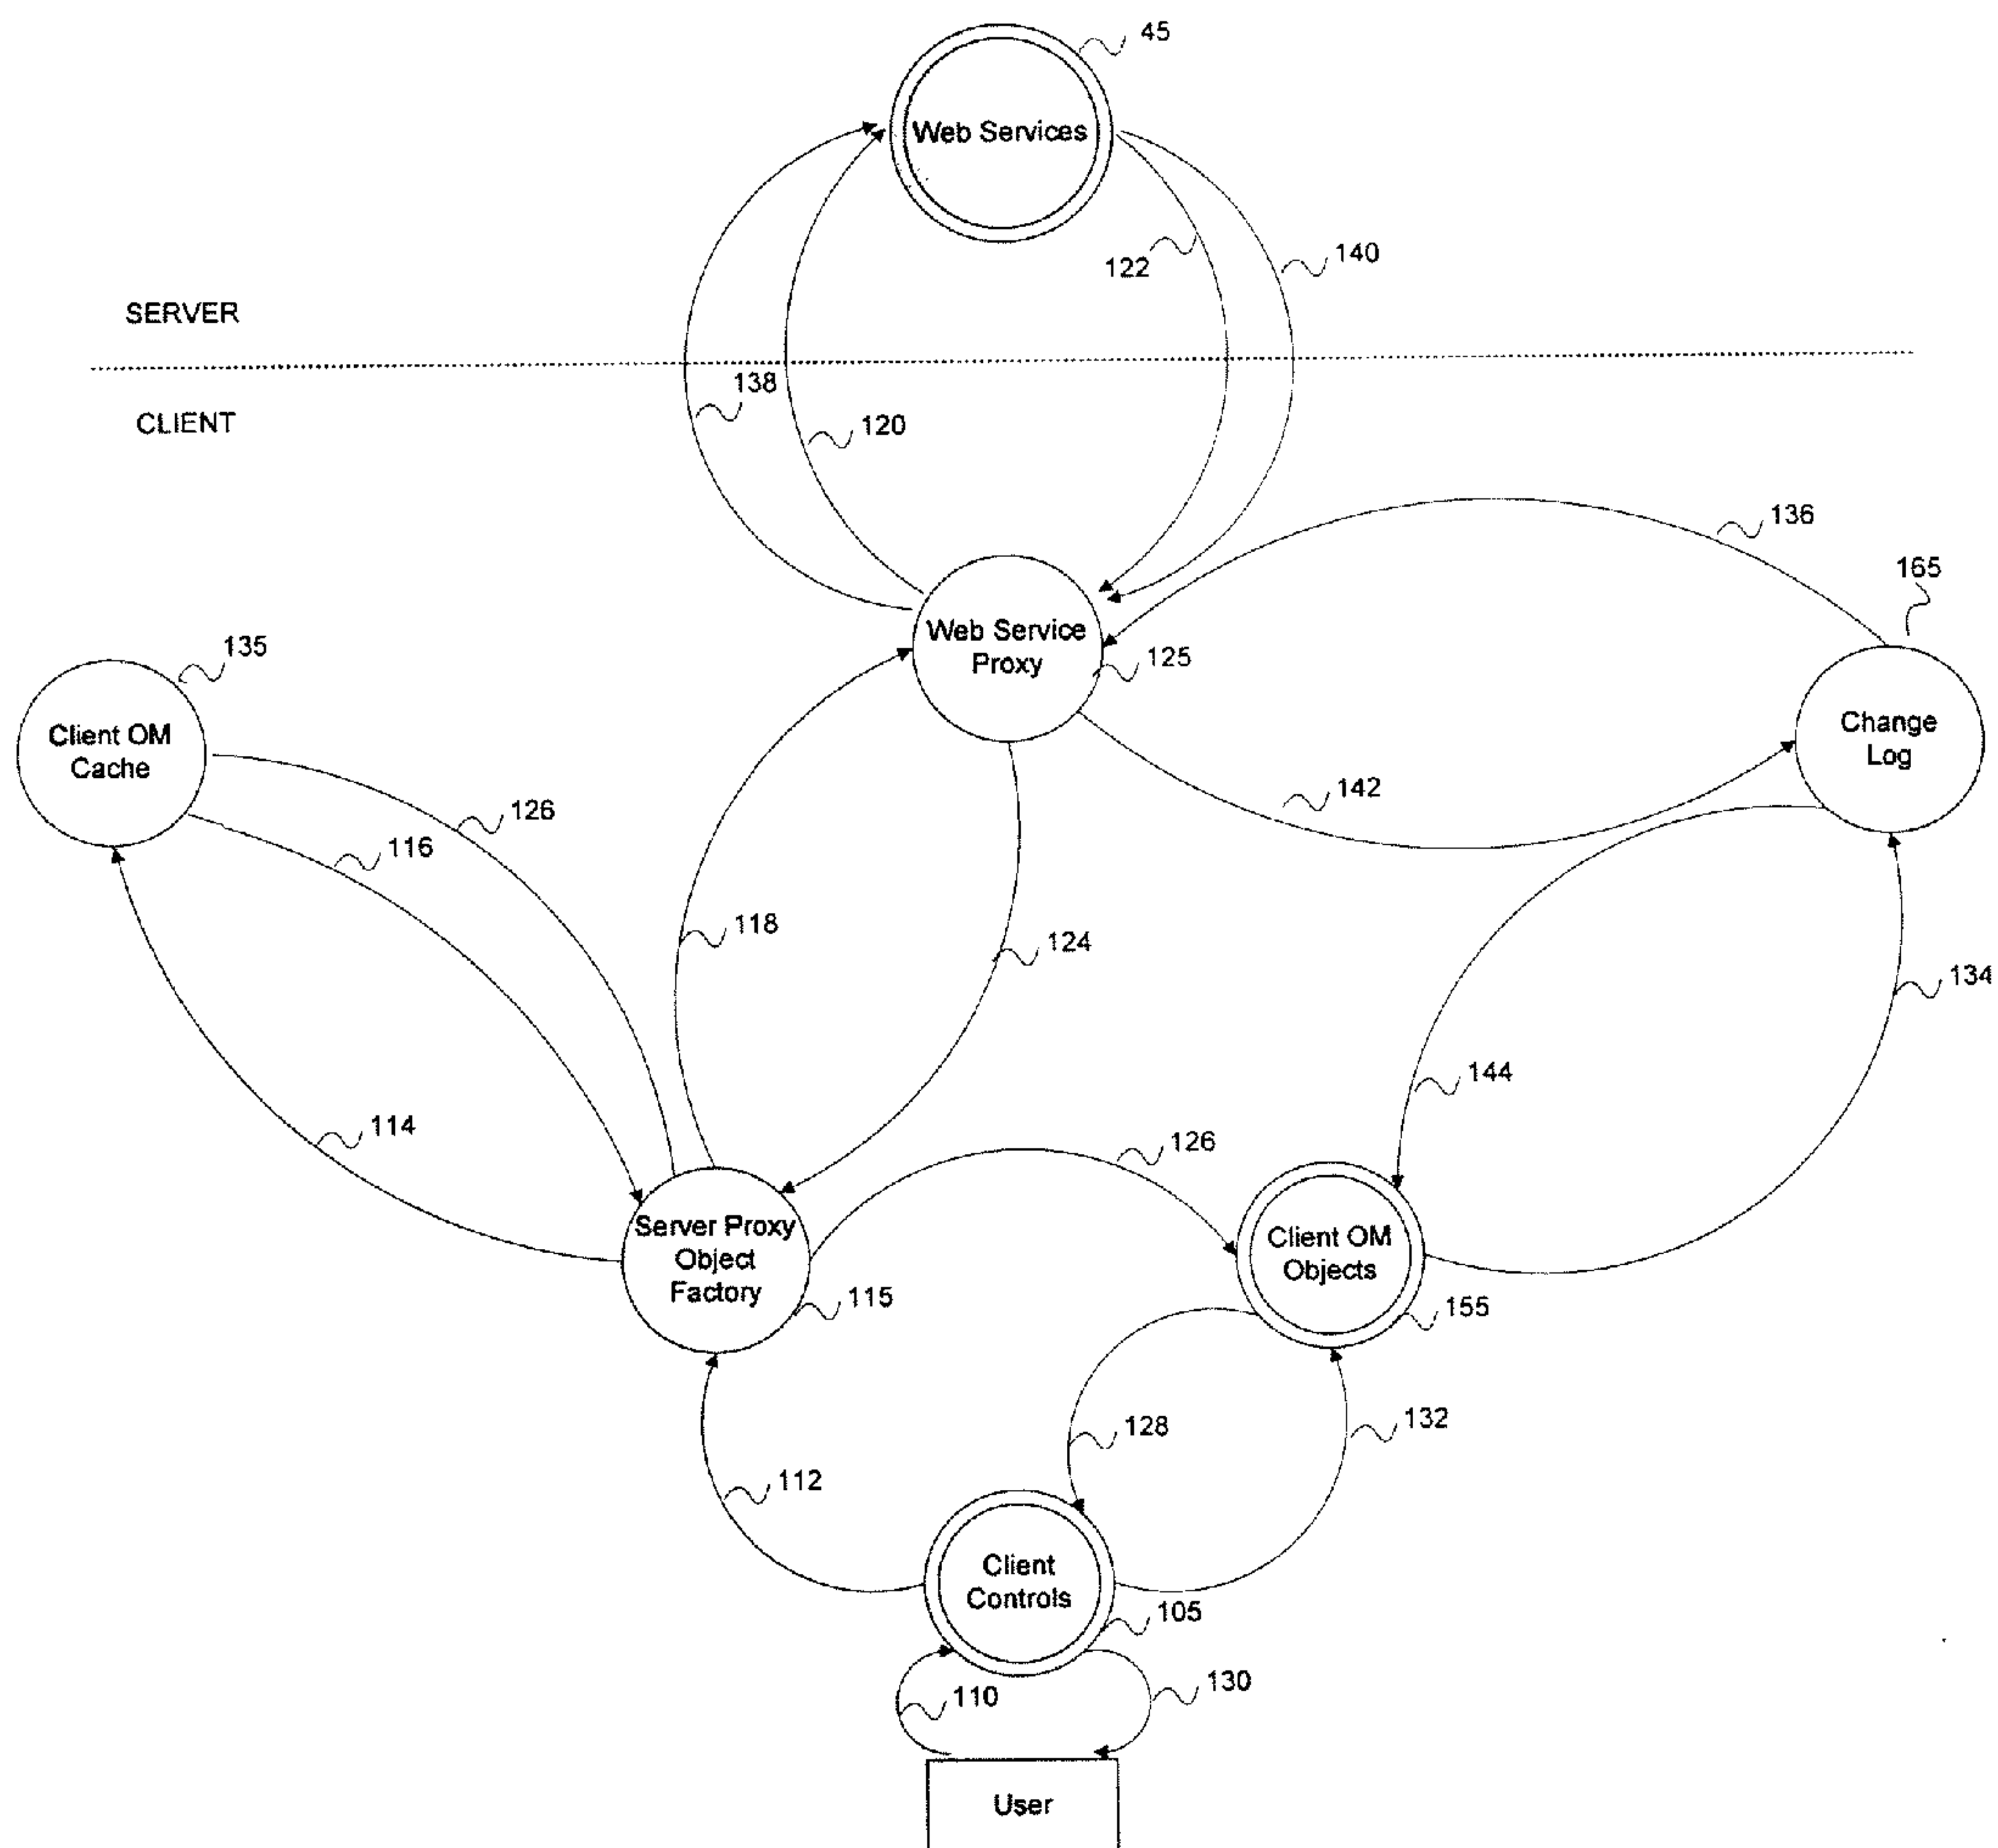 45
Web Services
122
140
SERVER
138
CLIENT
120
136
165
Web Service
Proxy
125
135
Client OM
Cache
Change
Log
142
126
116
118
124
134
144
114
126
Server Proxy
Object
Factory
115
Client OM
Objects
155
128
132
112
Client
Controls
105
110
130
User